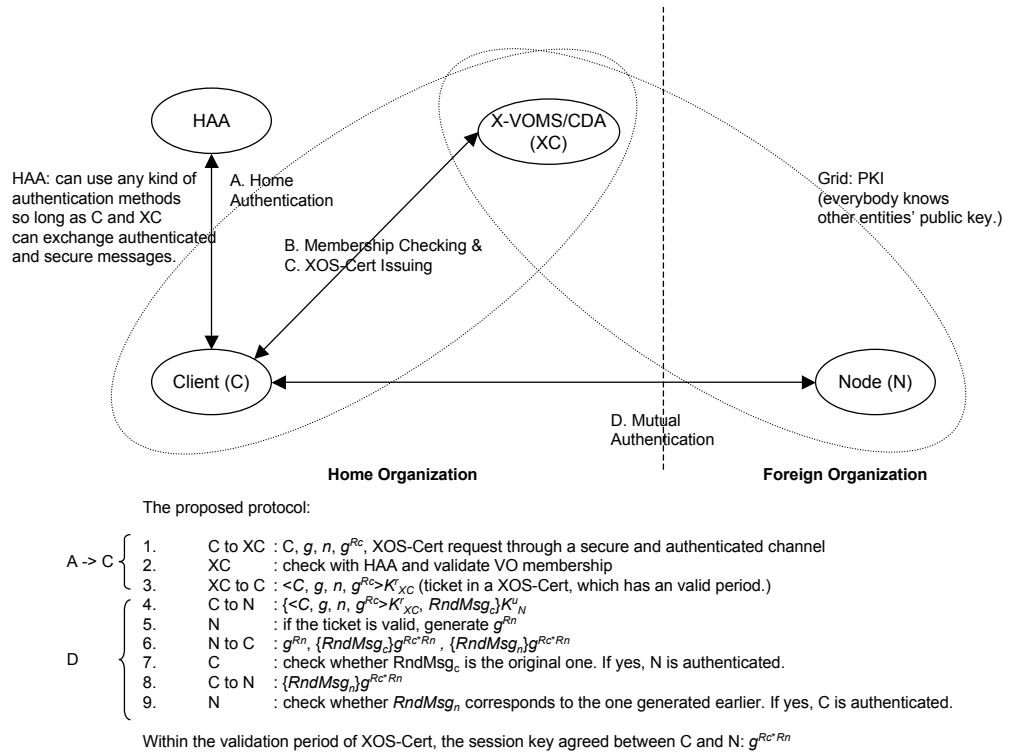 HAA
X-VOMS/CDA
(XC)
HAA: can use any kind of
authentication methods
so long as C and XC
can exchange authenticated
and secure messages.
A. Home
Authentication
Grid: PKI
(everybody knows
other entities' public key.)
B. Membership Checking &
C. XOS-Cert Issuing
Client (C)
Node (N)
D. Mutual
Authentication
Home Organization
Foreign Organization
The proposed protocol:
A -> C
1. C to XC : C, g, n, g^Rc, XOS-Cert request through a secure and authenticated channel
2. XC : check with HAA and validate VO membership
3. XC to C : <C, g, n, g^Rc>K^r_XC (ticket in a XOS-Cert, which has an valid period.)
D
4. C to N : {<C, g, n, g^Rc>K^r_XC, RndMsg_c}K^u_N
5. N : if the ticket is valid, generate g^Rn
6. N to C : g^Rn, {RndMsg_c}g^Rc*Rn , {RndMsg_n}g^Rc*Rn
7. C : check whether RndMsg_c is the original one. If yes, N is authenticated.
8. C to N : {RndMsg_n}g^Rc*Rn
9. N : check whether RndMsg_n corresponds to the one generated earlier. If yes, C is authenticated.
Within the validation period of XOS-Cert, the session key agreed between C and N: g^Rc*Rn